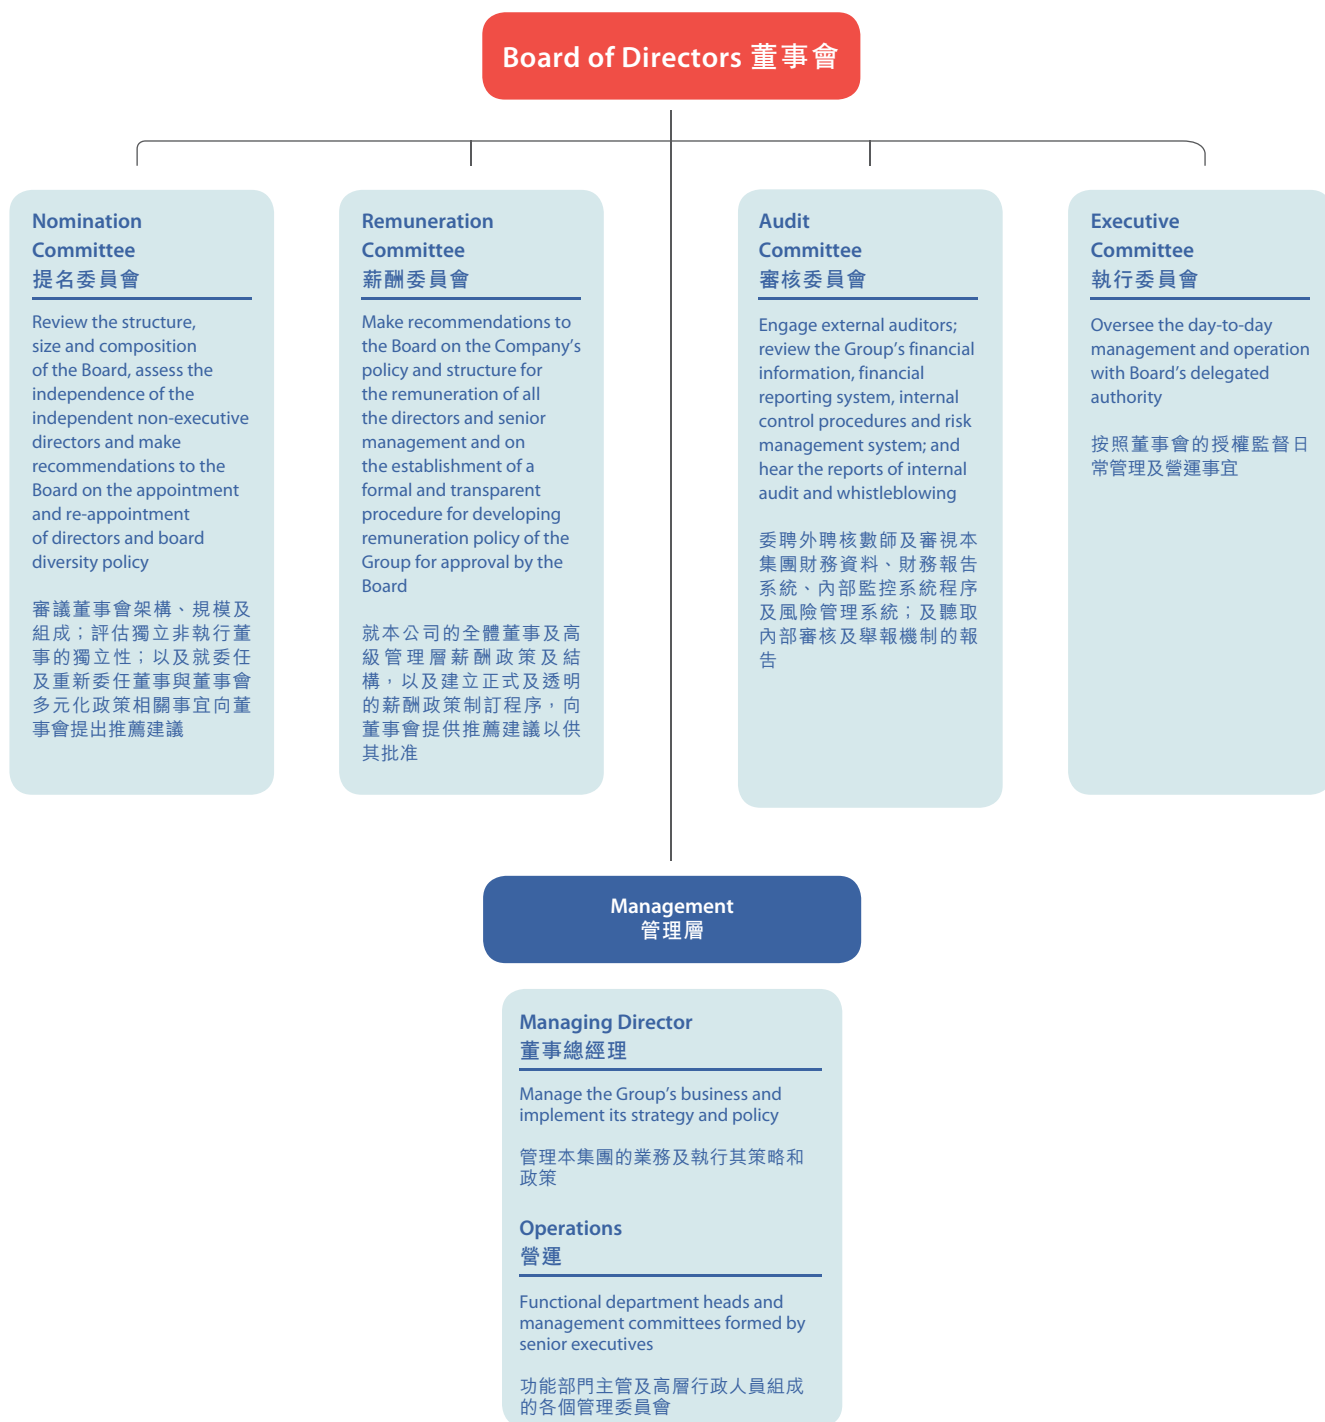 Board of Directors 董事會
Nomination
Committee
提名委員會
Review the structure,
size and composition
of the Board, assess the
independence of the
independent non-executive
directors and make
recommendations to the
Board on the appointment
and re-appointment
of directors and board
diversity policy
審議董事會架構、規模及
組成；評估獨立非執行董
事的獨立性；以及就委任
及重新委任董事與董事會
多元化政策相關事宜向董
事會提出推薦建議
Remuneration
Committee
薪酬委員會
Make recommendations to
the Board on the Company's
policy and structure for
the remuneration of all
the directors and senior
management and on
the establishment of a
formal and transparent
procedure for developing
remuneration policy of the
Group for approval by the
Board
就本公司的全體董事及高
級管理層薪酬政策及結
構，以及建立正式及透明
的薪酬政策制訂程序，向
董事會提供推薦建議以供
其批准
Audit
Committee
審核委員會
Engage external auditors;
review the Group's financial
information, financial
reporting system, internal
control procedures and risk
management system; and
hear the reports of internal
audit and whistleblowing
委聘外聘核數師及審視本
集團財務資料、財務報告
系統、內部監控系統程序
及風險管理系統；及聽取
內部審核及舉報機制的報
告
Executive
Committee
執行委員會
Oversee the day-to-day
management and operation
with Board's delegated
authority
按照董事會的授權監督日
常管理及營運事宜
Management
管理層
Managing Director
董事總經理
Manage the Group's business and
implement its strategy and policy
管理本集團的業務及執行其策略和
政策
Operations
營運
Functional department heads and
management committees formed by
senior executives
功能部門主管及高層行政人員組成
的各個管理委員會